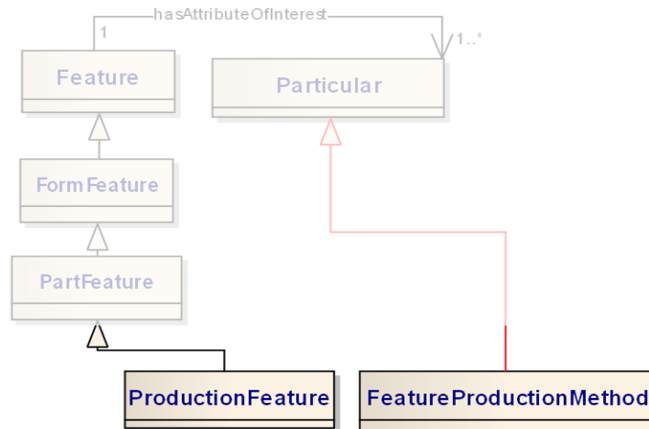 hasAttributeOfInterest
1
1..*
Feature
Particular
FormFeature
PartFeature
ProductionFeature
FeatureProductionMethod